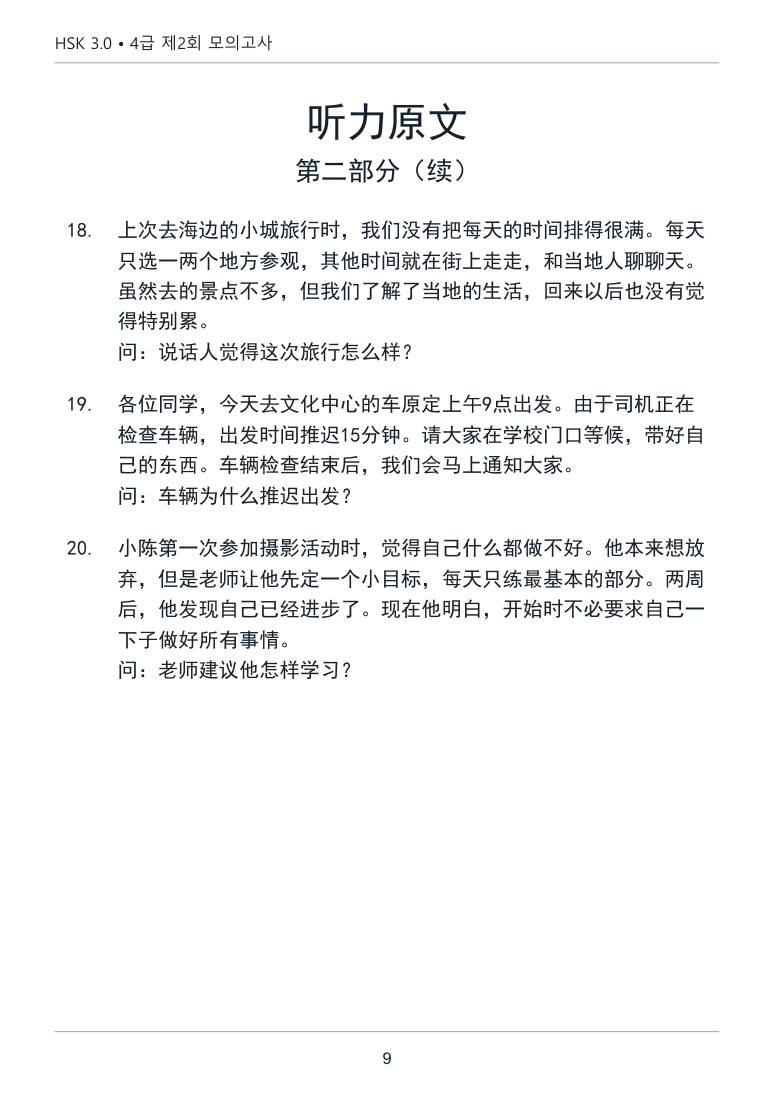 HSK 3.0 • 4급 제2회 모의고사
听力原文
第二部分（续）
18. 上次去海边的小城旅行时，我们没有把每天的时间排得很满。每天
只选一两个地方参观，其他时间就在街上走走，和当地人聊聊天。
虽然去的景点不多，但我们了解了当地的生活，回来以后也没有觉
得特别累。
问：说话人觉得这次旅行怎么样？
19. 各位同学，今天去文化中心的车原定上午9点出发。由于司机正在
检查车辆，出发时间推迟15分钟。请大家在学校门口等候，带好自
己的东西。车辆检查结束后，我们会马上通知大家。
问：车辆为什么推迟出发？
20. 小陈第一次参加摄影活动时，觉得自己什么都做不好。他本来想放
弃，但是老师让他先定一个小目标，每天只练最基本的部分。两周
后，他发现自己已经进步了。现在他明白，开始时不必要求自己一
下子做好所有事情。
问：老师建议他怎样学习？
9